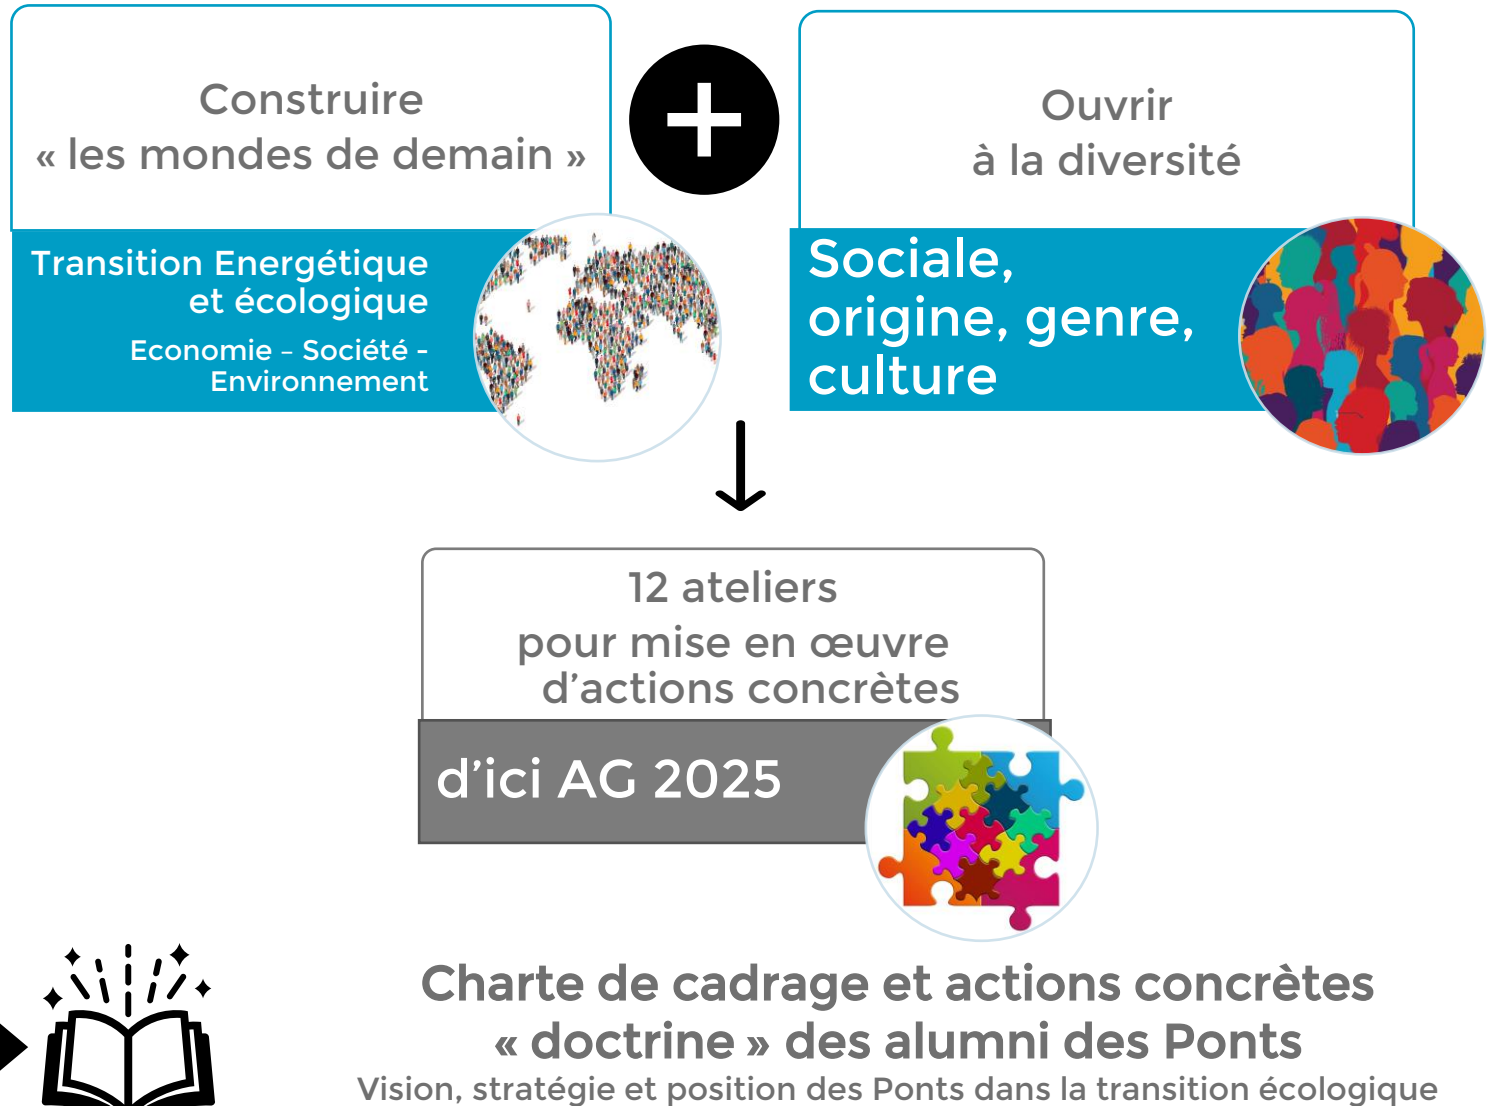 Construire
« les mondes de demain »
Transition Energétique
et écologique
Economie – Société -
Environnement
Ouvrir
à la diversité
Sociale,
origine, genre,
culture
12 ateliers
pour mise en œuvre
d’actions concrètes
d’ici AG 2025
Charte de cadrage et actions concrètes
« doctrine » des alumni des Ponts
Vision, stratégie et position des Ponts dans la transition écologique